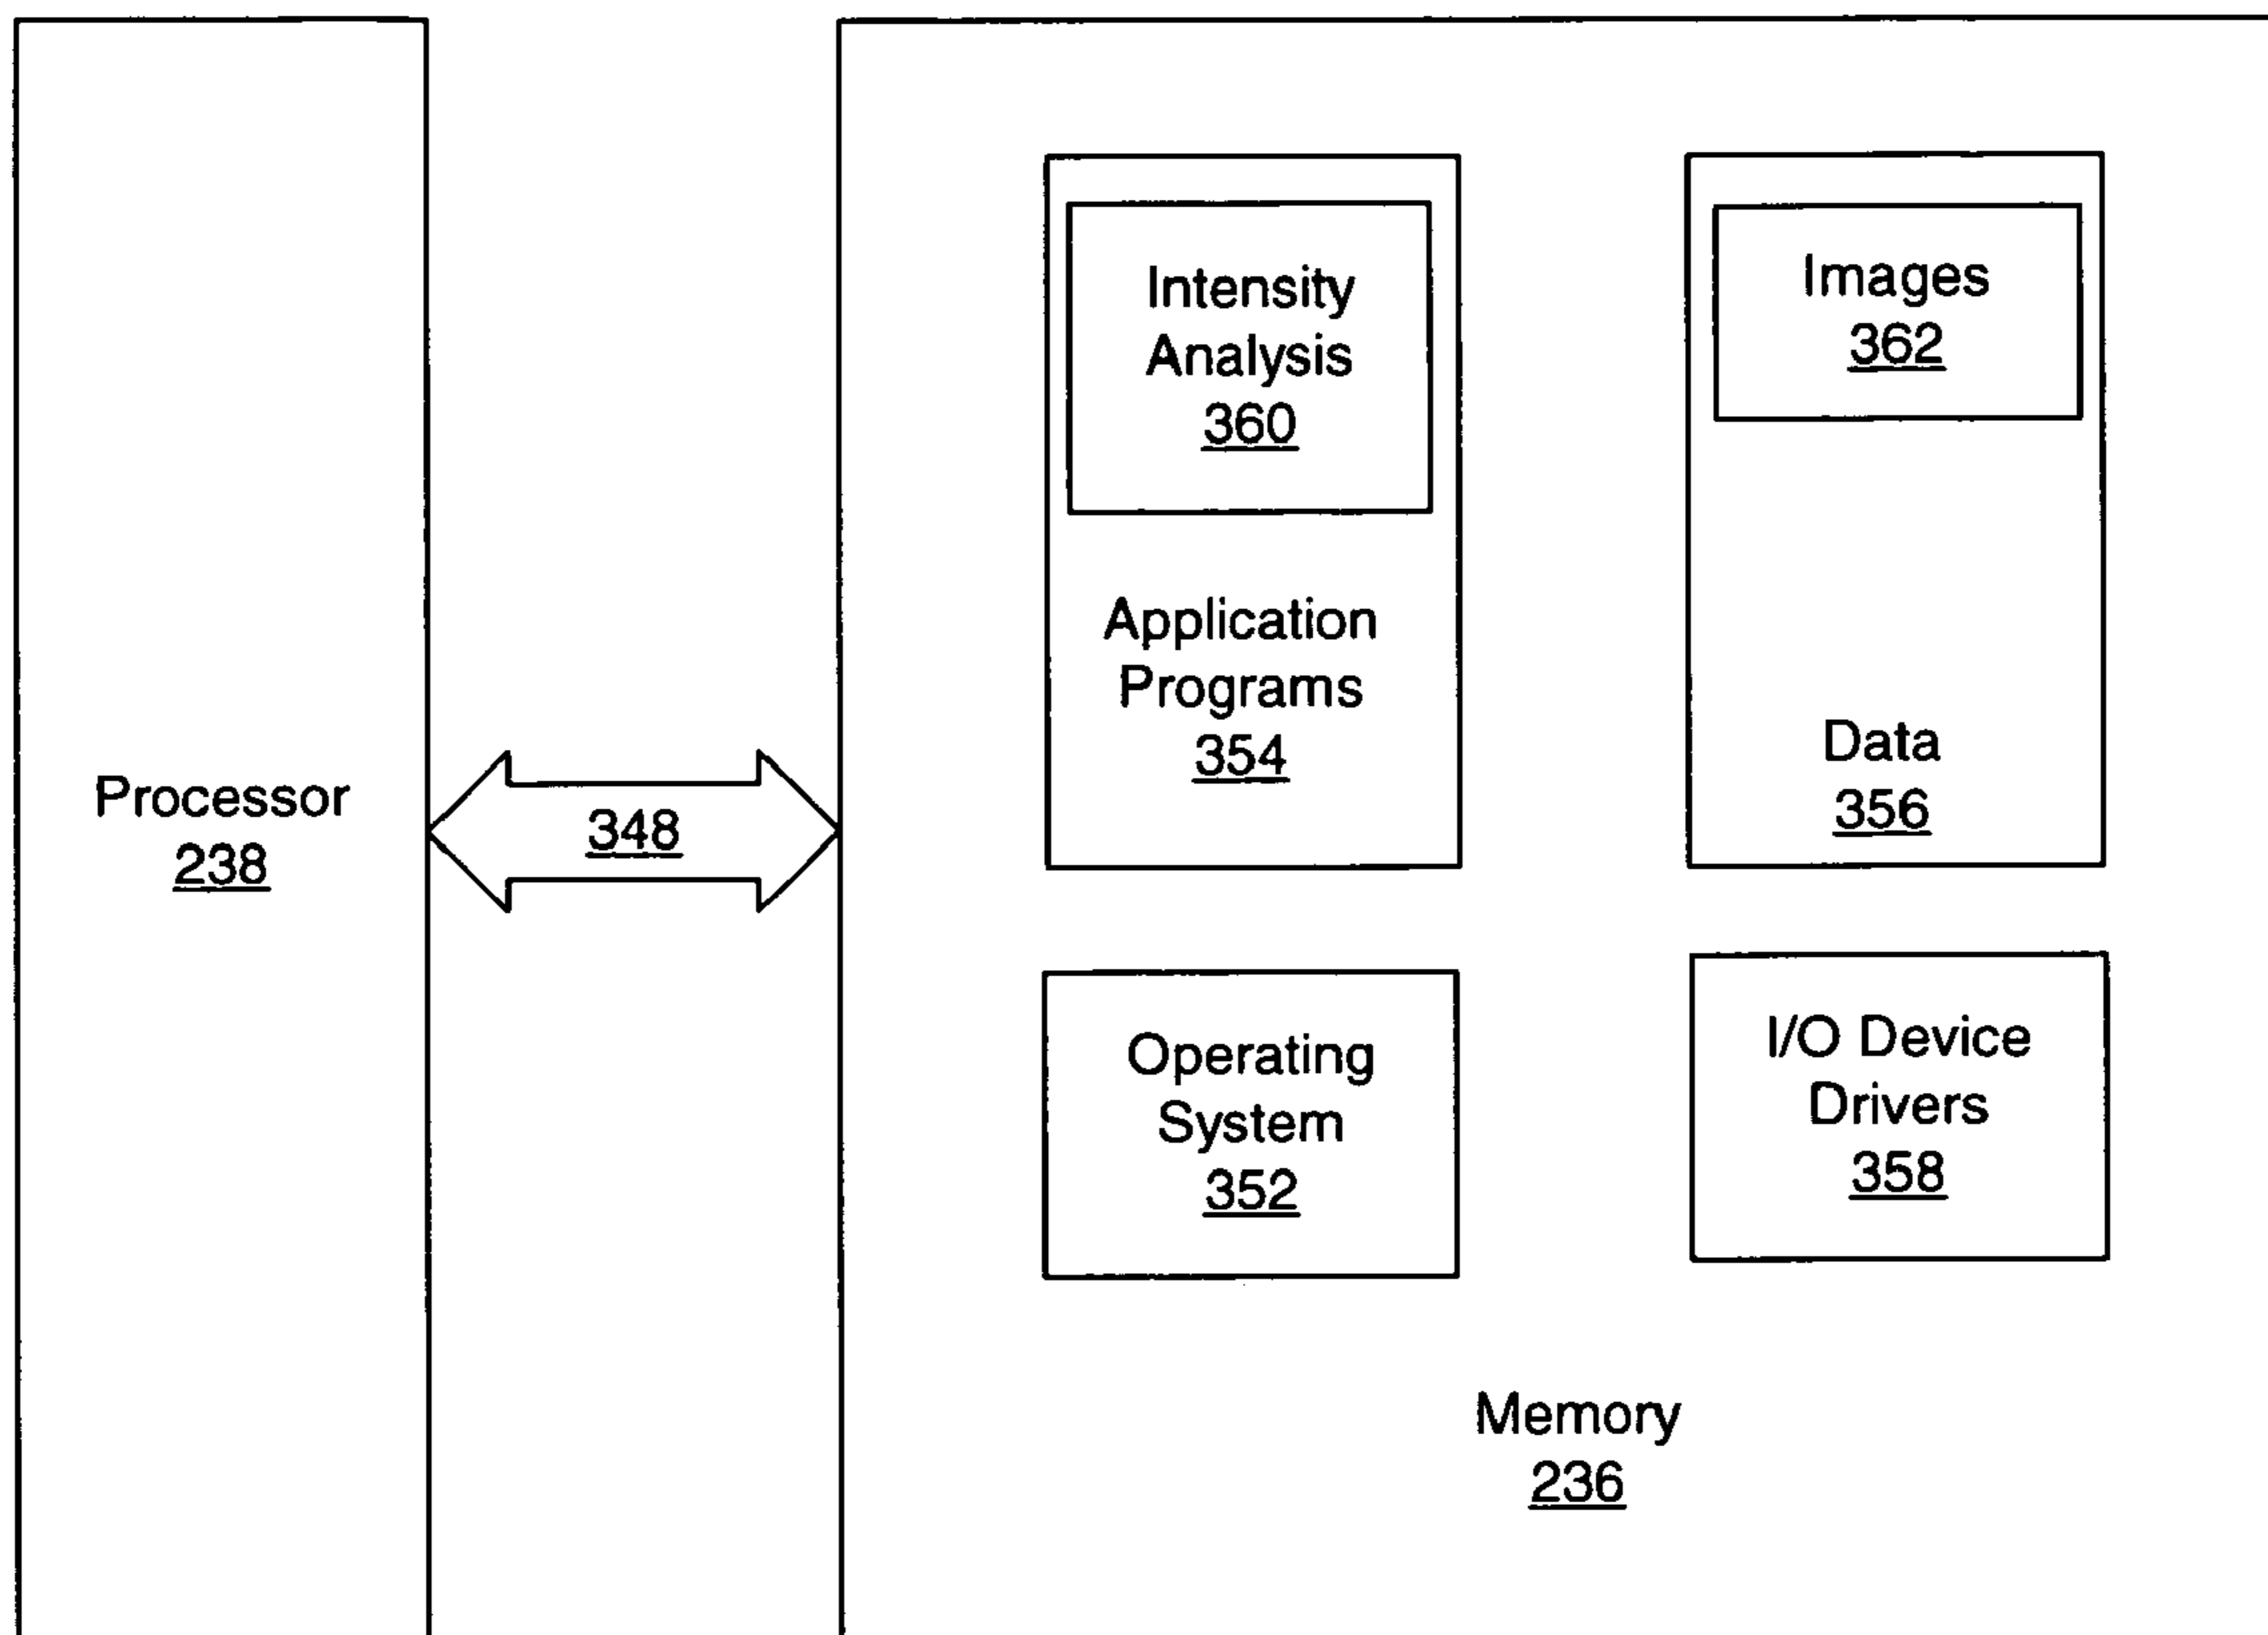 Processor
238
348
Intensity
Analysis
360
Application
Programs
354
Images
362
Data
356
Operating
System
352
I/O Device
Drivers
358
Memory
236